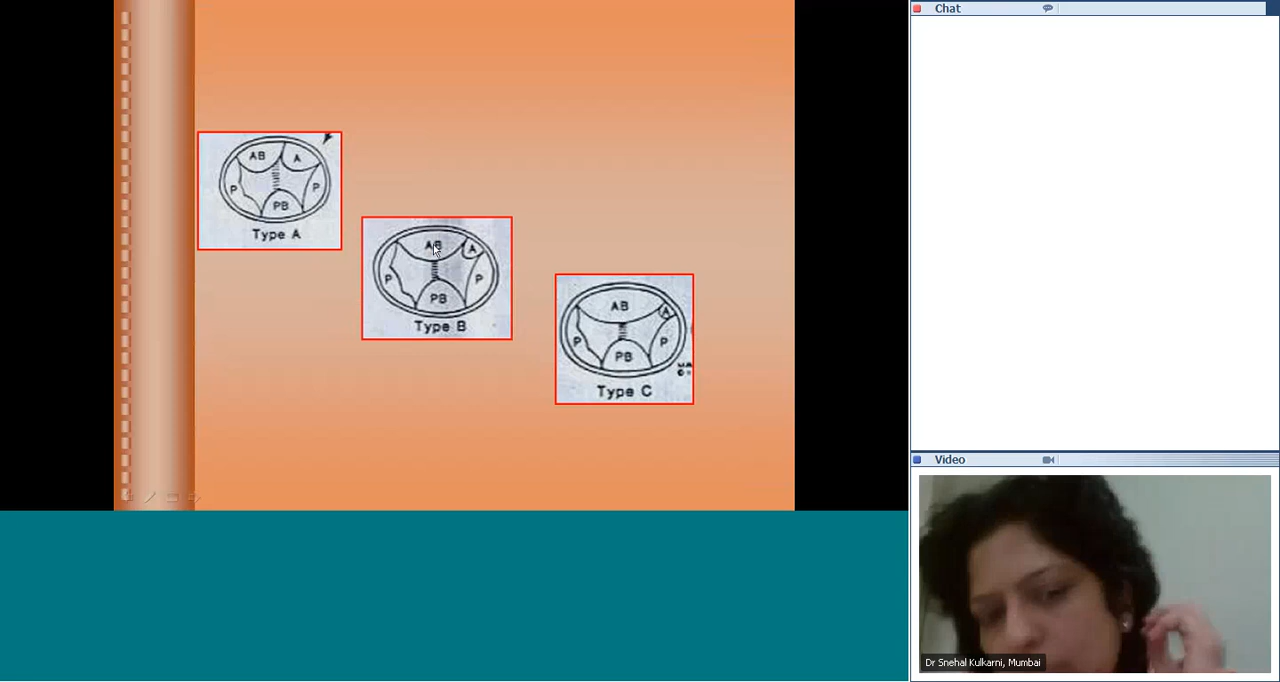 Chat
AB A
P P
PB
Type A
AB A
P P
PB
Type B
AB A
P P
PB
Type C
Video
Dr Snehal Kulkarni, Mumbai